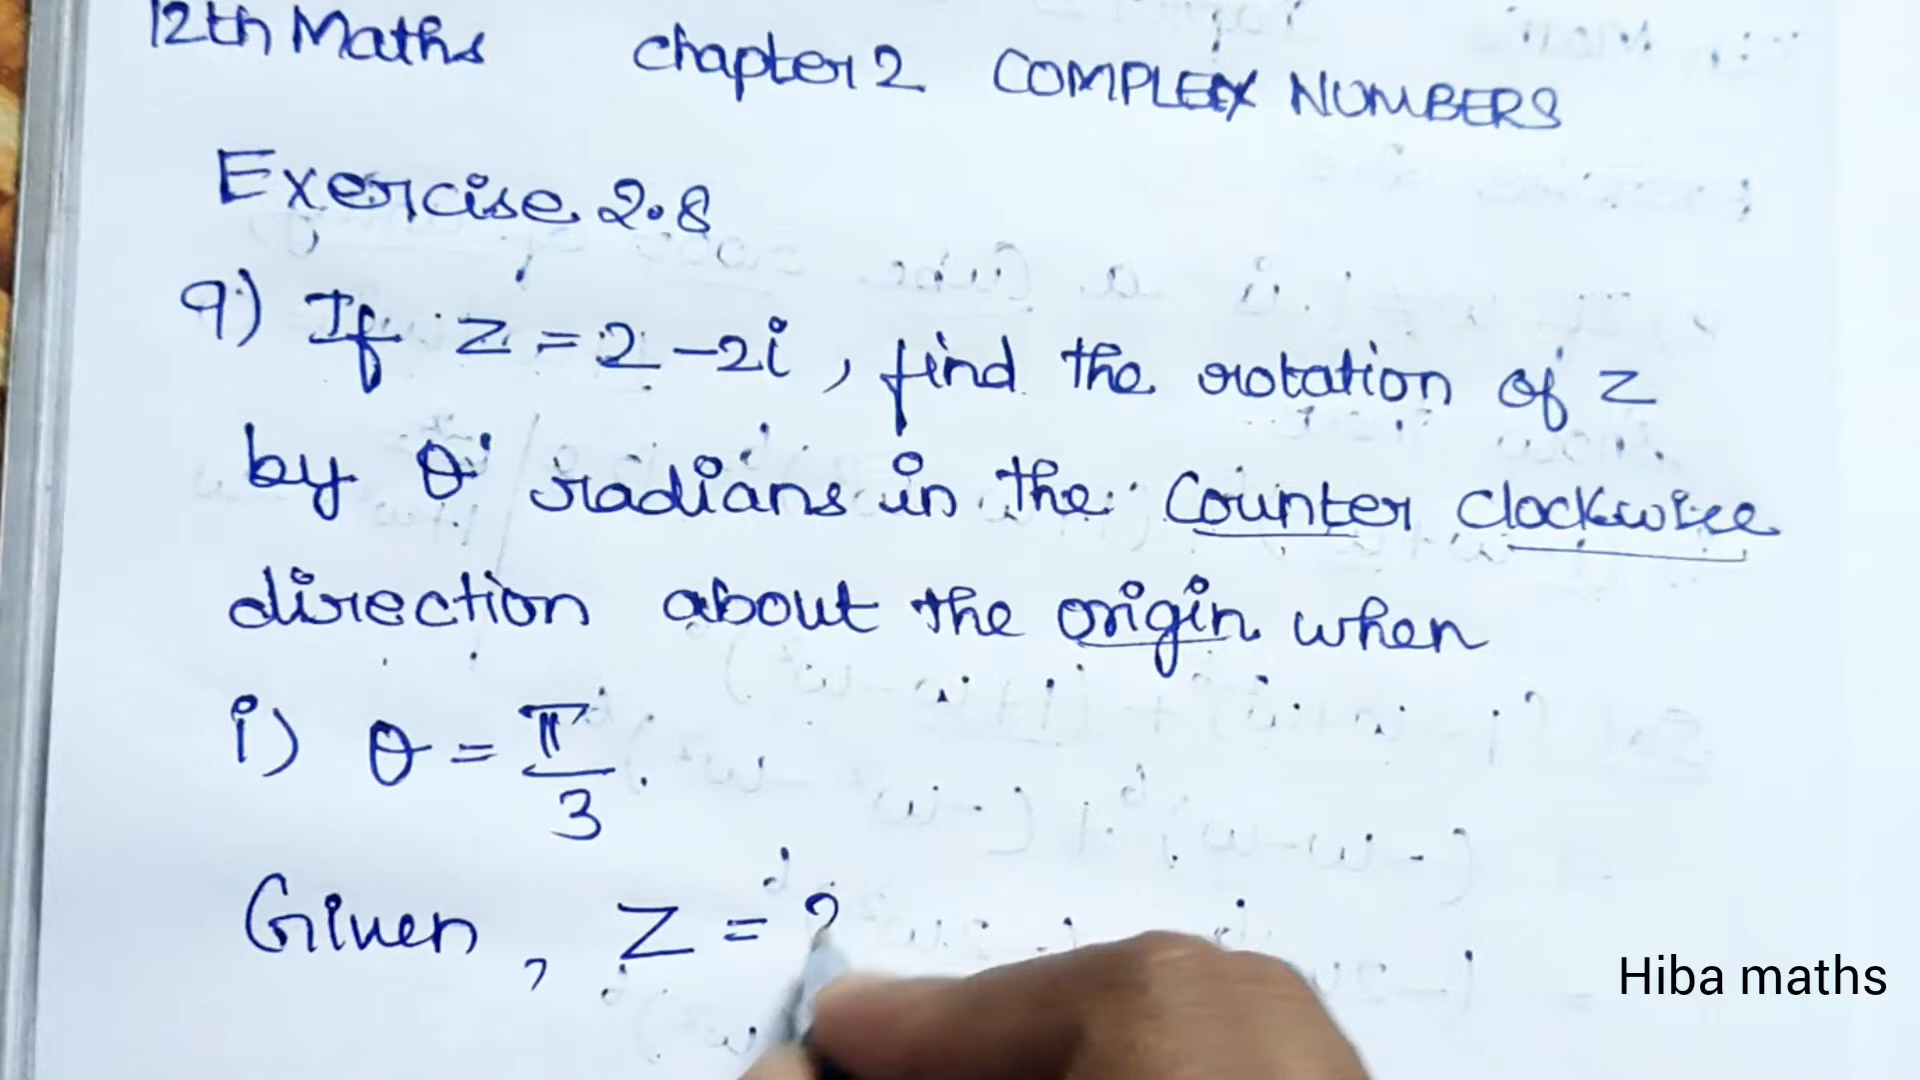 12th Maths chapter 2 COMPLEX NUMBERS
Exercise 2.8
9) If z = 2 - 2i, find the rotation of z
by θ radians in the counter clockwise
direction about the origin when
i) θ = π/3.
Given, z = 2
Hiba maths